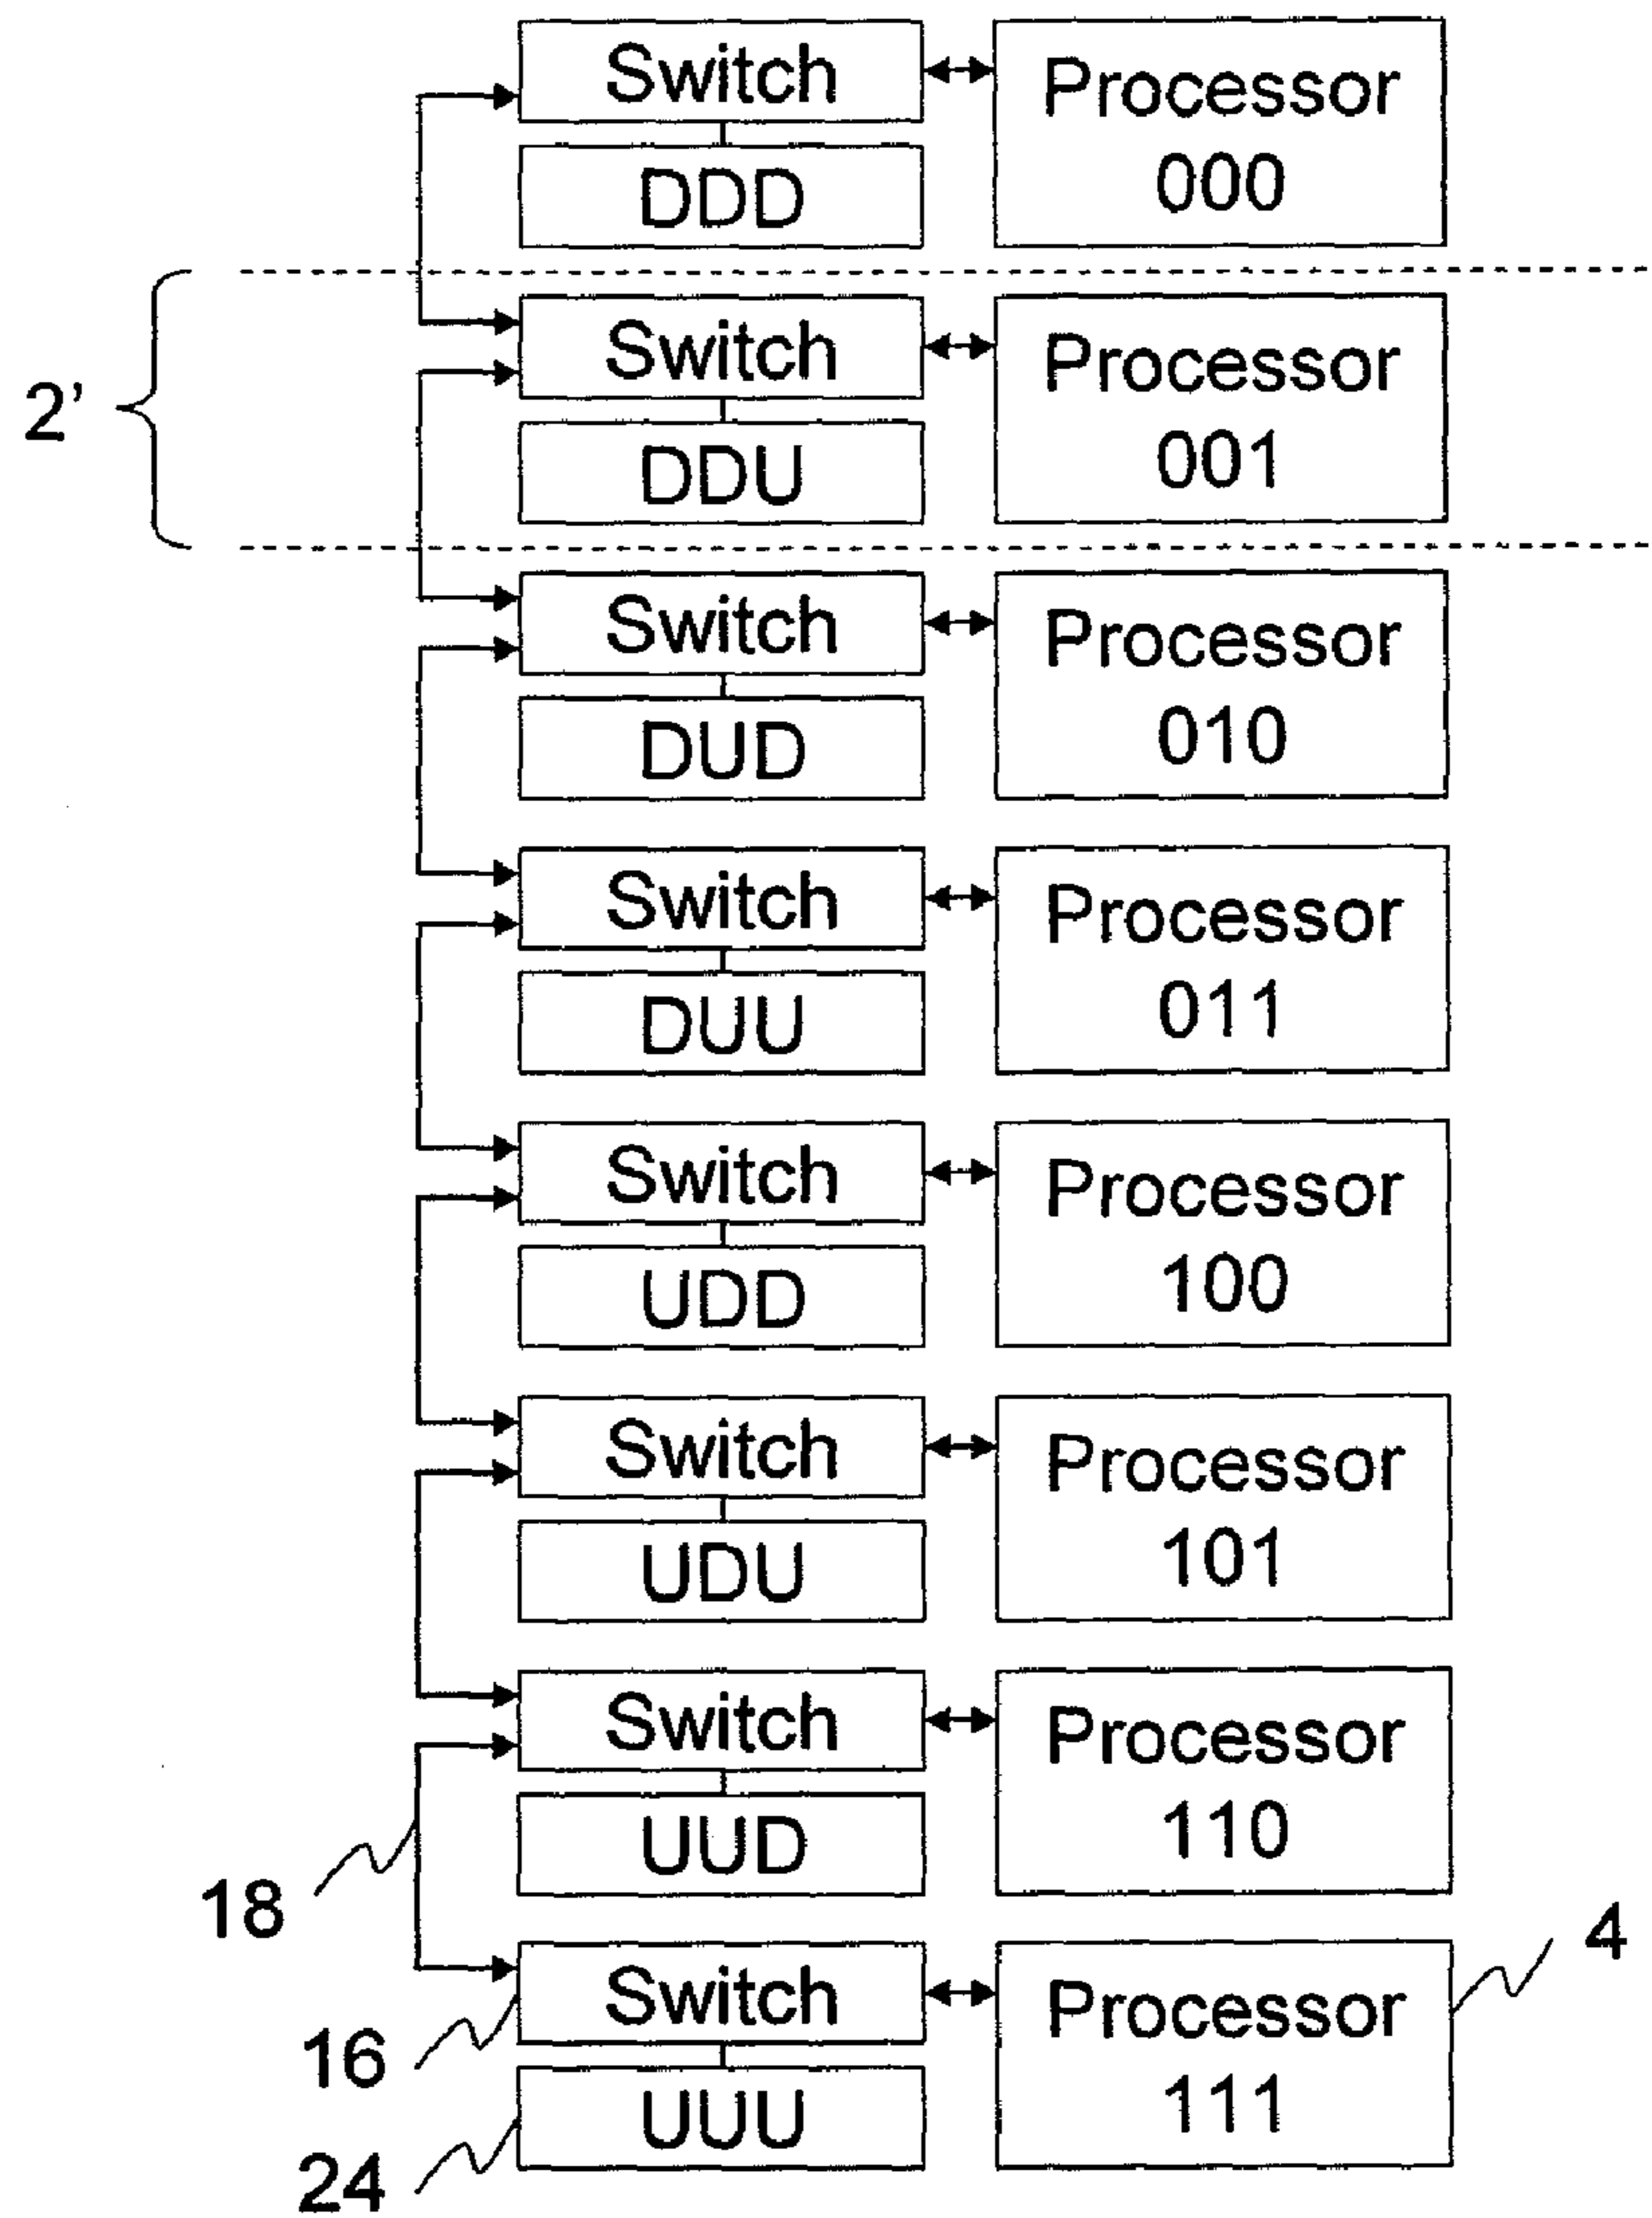 Switch
Processor
000
DDD
2'
Switch
Processor
001
DDU
Switch
Processor
010
DUD
Switch
Processor
011
DUU
Switch
Processor
100
UDD
Switch
Processor
101
UDU
Switch
Processor
110
UUD
18
Switch
Processor
111
4
16
UUU
24